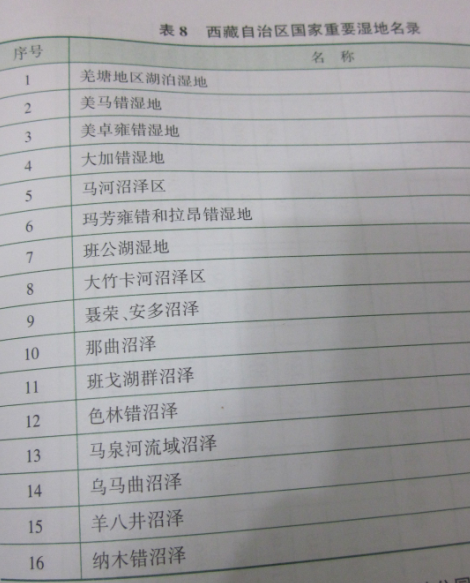 表 8 西藏自治区国家重要湿地名录
序号 名 称
1 羌塘地区湖泊湿地
2 美马错湿地
3 美卓雍错湿地
4 大加错湿地
5 马河沼泽区
6 玛芳雍错和拉昂错湿地
7 班公湖湿地
8 大竹卡河沼泽区
9 聂荣、安多沼泽
10 那曲沼泽
11 班戈湖群沼泽
12 色林错沼泽
13 马泉河流域沼泽
14 乌马曲沼泽
15 羊八井沼泽
16 纳木错沼泽